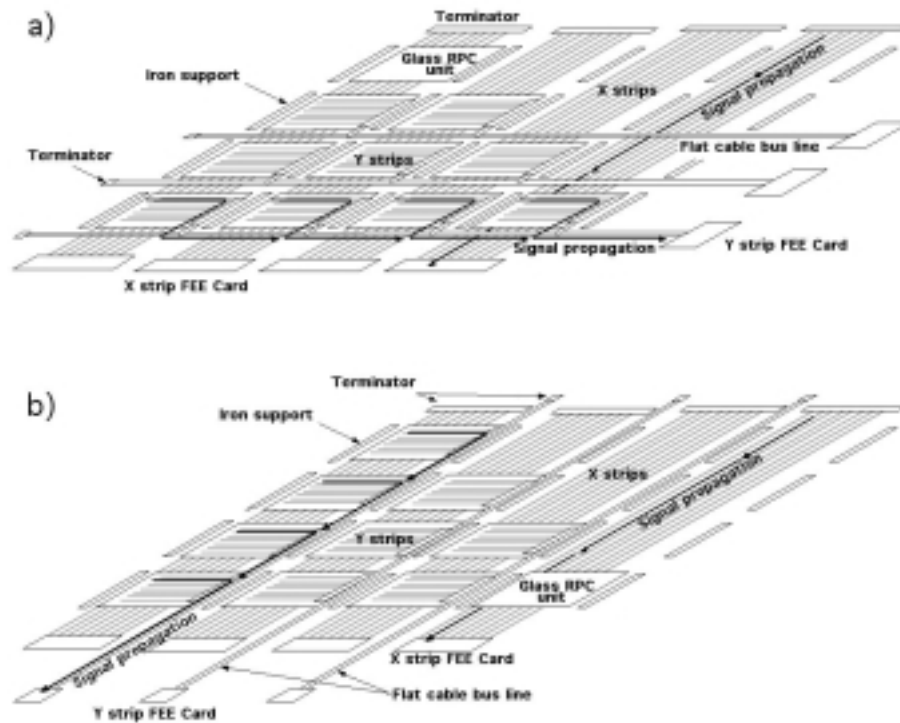 a)
Terminator
Glass RPC
unit
Iron support
X strips
Signal propagation
Terminator
Y strips
Flat cable bus line
Signal propagation
Y strip FEE Card
X strip FEE Card
b)
Terminator
Iron support
X strips
Signal propagation
Y strips
Glass RPC
unit
Signal propagation
X strip FEE Card
Flat cable bus line
Y strip FEE Card